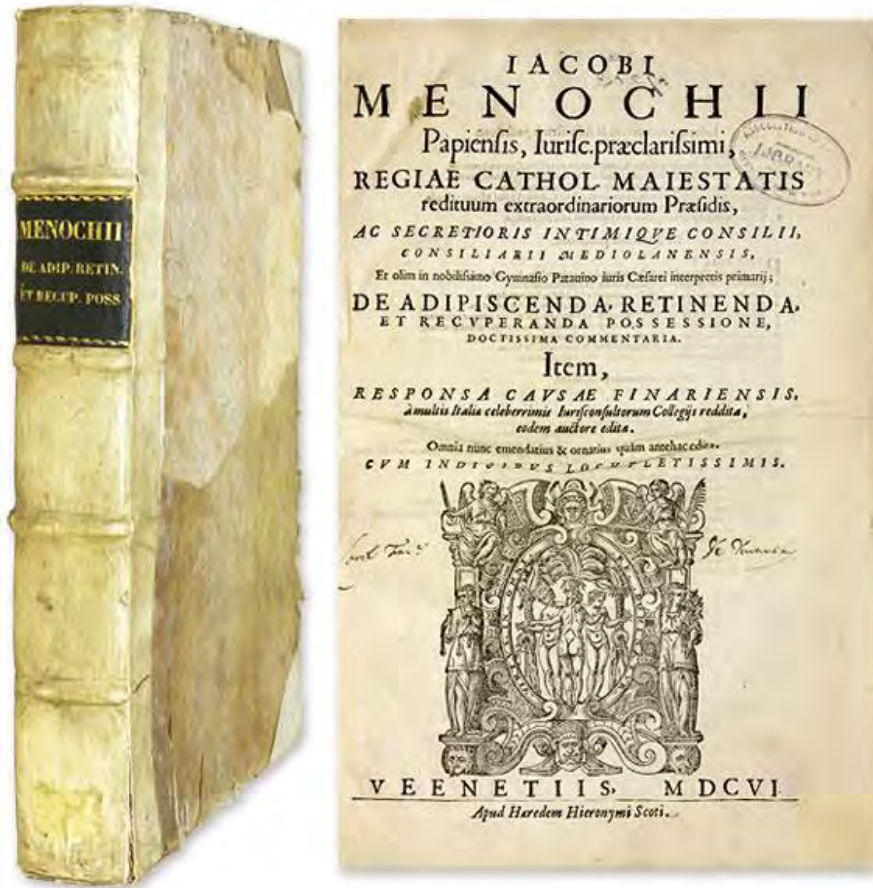 MENOCHII
DE ADIP. RETIN.
ET RECUP. POSS
IACOBI
MENOCHII
Papiensis, Iurisc.præclarissimi,
REGIAE CATHOL. MAIESTATIS
redituum extraordinariorum Præsidis,
AC SECRETIORIS INTIMIQVE CONSILII,
CONSILIARII MEDIOLANENSIS,
Et olim in nobilissimo Gymnasio Patauino iuris Cæsarei interpretis primarij;
DE ADIPISCENDA, RETINENDA,
ET RECVPERANDA POSSESSIONE,
DOCTISSIMA COMMENTARIA.
Item,
RESPONSA CAVSAE FINARIENSIS,
à multis Italiæ celeberrimis Iurisconsultorum Collegijs reddita,
eodem auctore edita.
Omnia nunc emendatius & ornatius quàm antehac edita.
CVM INDICIBUS LOCVPLETISSIMIS.
LIBRA
De
VEENETIIS, MDCVI
Apud Hæredem Hieronymi Scoti.